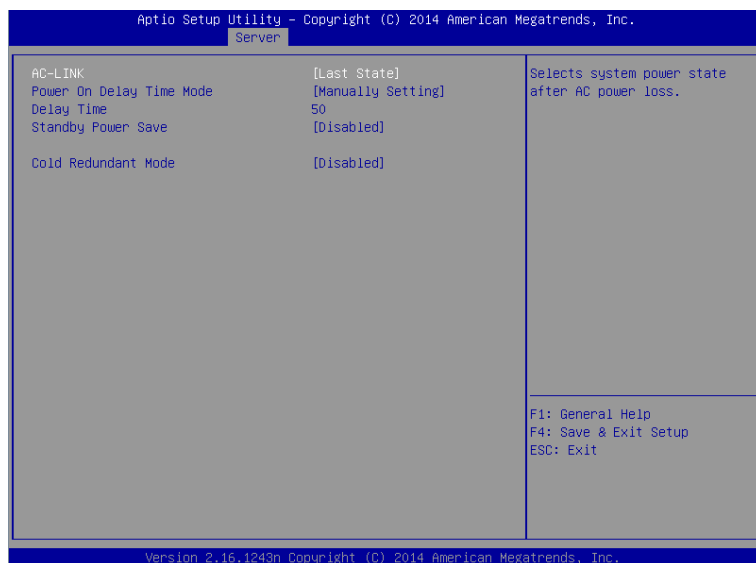 Aptio Setup Utility – Copyright (C) 2014 American Megatrends, Inc.
Server
AC-LINK [Last State]
Power On Delay Time Mode [Manually Setting]
Delay Time 50
Standby Power Save [Disabled]
Cold Redundant Mode [Disabled]
Selects system power state
after AC power loss.
F1: General Help
F4: Save & Exit Setup
ESC: Exit
Version 2.16.1243n Copyright (C) 2014 American Megatrends, Inc.